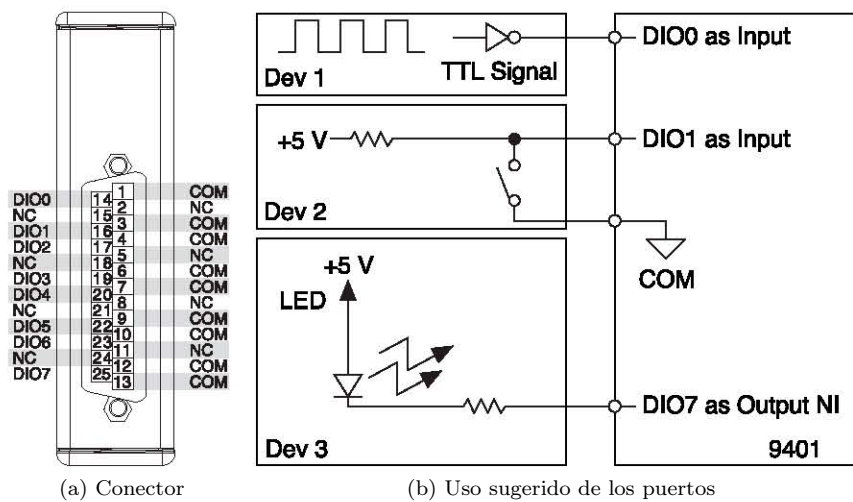 DIO0
NC
DIO1
DIO2
NC
DIO3
DIO4
NC
DIO5
DIO6
NC
DIO7
14
15
16
17
18
19
20
21
22
23
24
25
1
2
3
4
5
6
7
8
9
10
11
12
13
COM
NC
COM
COM
NC
COM
COM
NC
COM
COM
NC
COM
COM
(a) Conector
TTL Signal
Dev 1
DIO0 as Input
+5 V
Dev 2
DIO1 as Input
COM
+5 V
LED
Dev 3
DIO7 as Output NI
9401
(b) Uso sugerido de los puertos